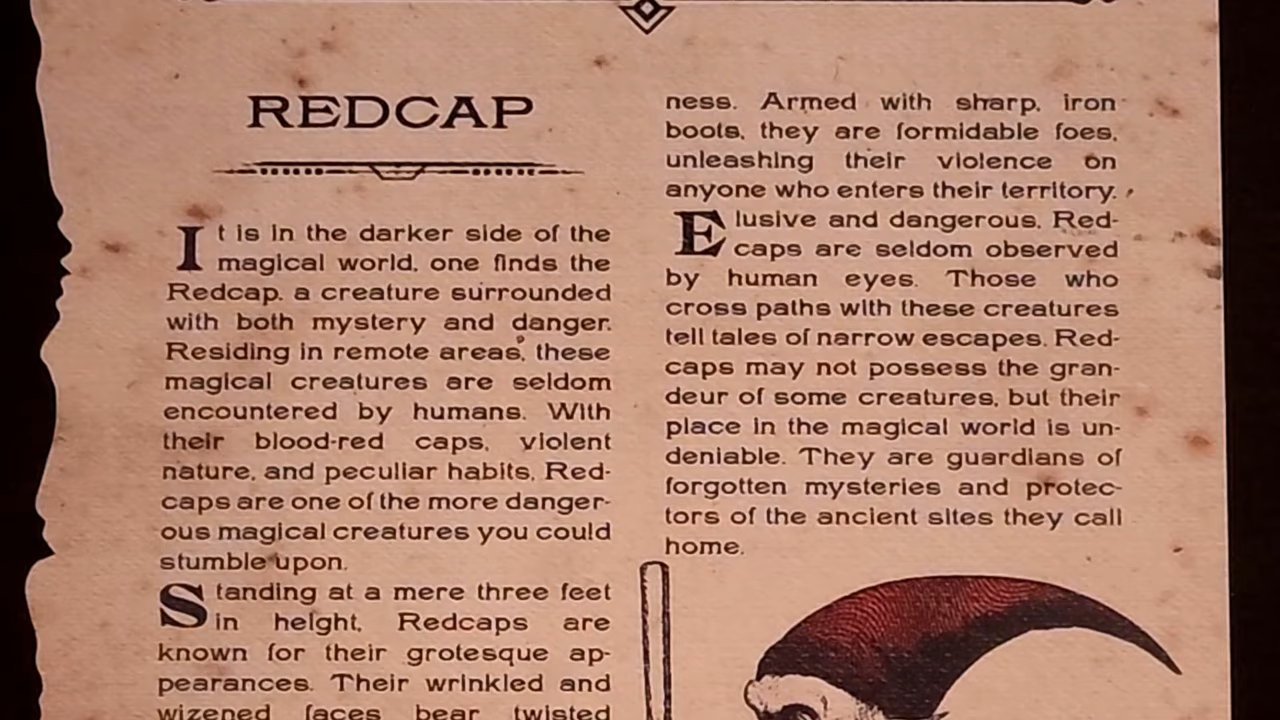 REDCAP
It is in the darker side of the
magical world, one finds the
Redcap, a creature surrounded
with both mystery and danger.
Residing in remote areas, these
magical creatures are seldom
encountered by humans. With
their blood-red caps, violent
nature, and peculiar habits, Red-
caps are one of the more danger-
ous magical creatures you could
stumble upon.
Standing at a mere three feet
in height, Redcaps are
known for their grotesque ap-
pearances. Their wrinkled and
wizened faces bear twisted
ness. Armed with sharp, iron
boots, they are formidable foes,
unleashing their violence on
anyone who enters their territory.
Elusive and dangerous, Red-
caps are seldom observed
by human eyes. Those who
cross paths with these creatures
tell tales of narrow escapes. Red-
caps may not possess the gran-
deur of some creatures, but their
place in the magical world is un-
deniable. They are guardians of
forgotten mysteries and protec-
tors of the ancient sites they call
home.